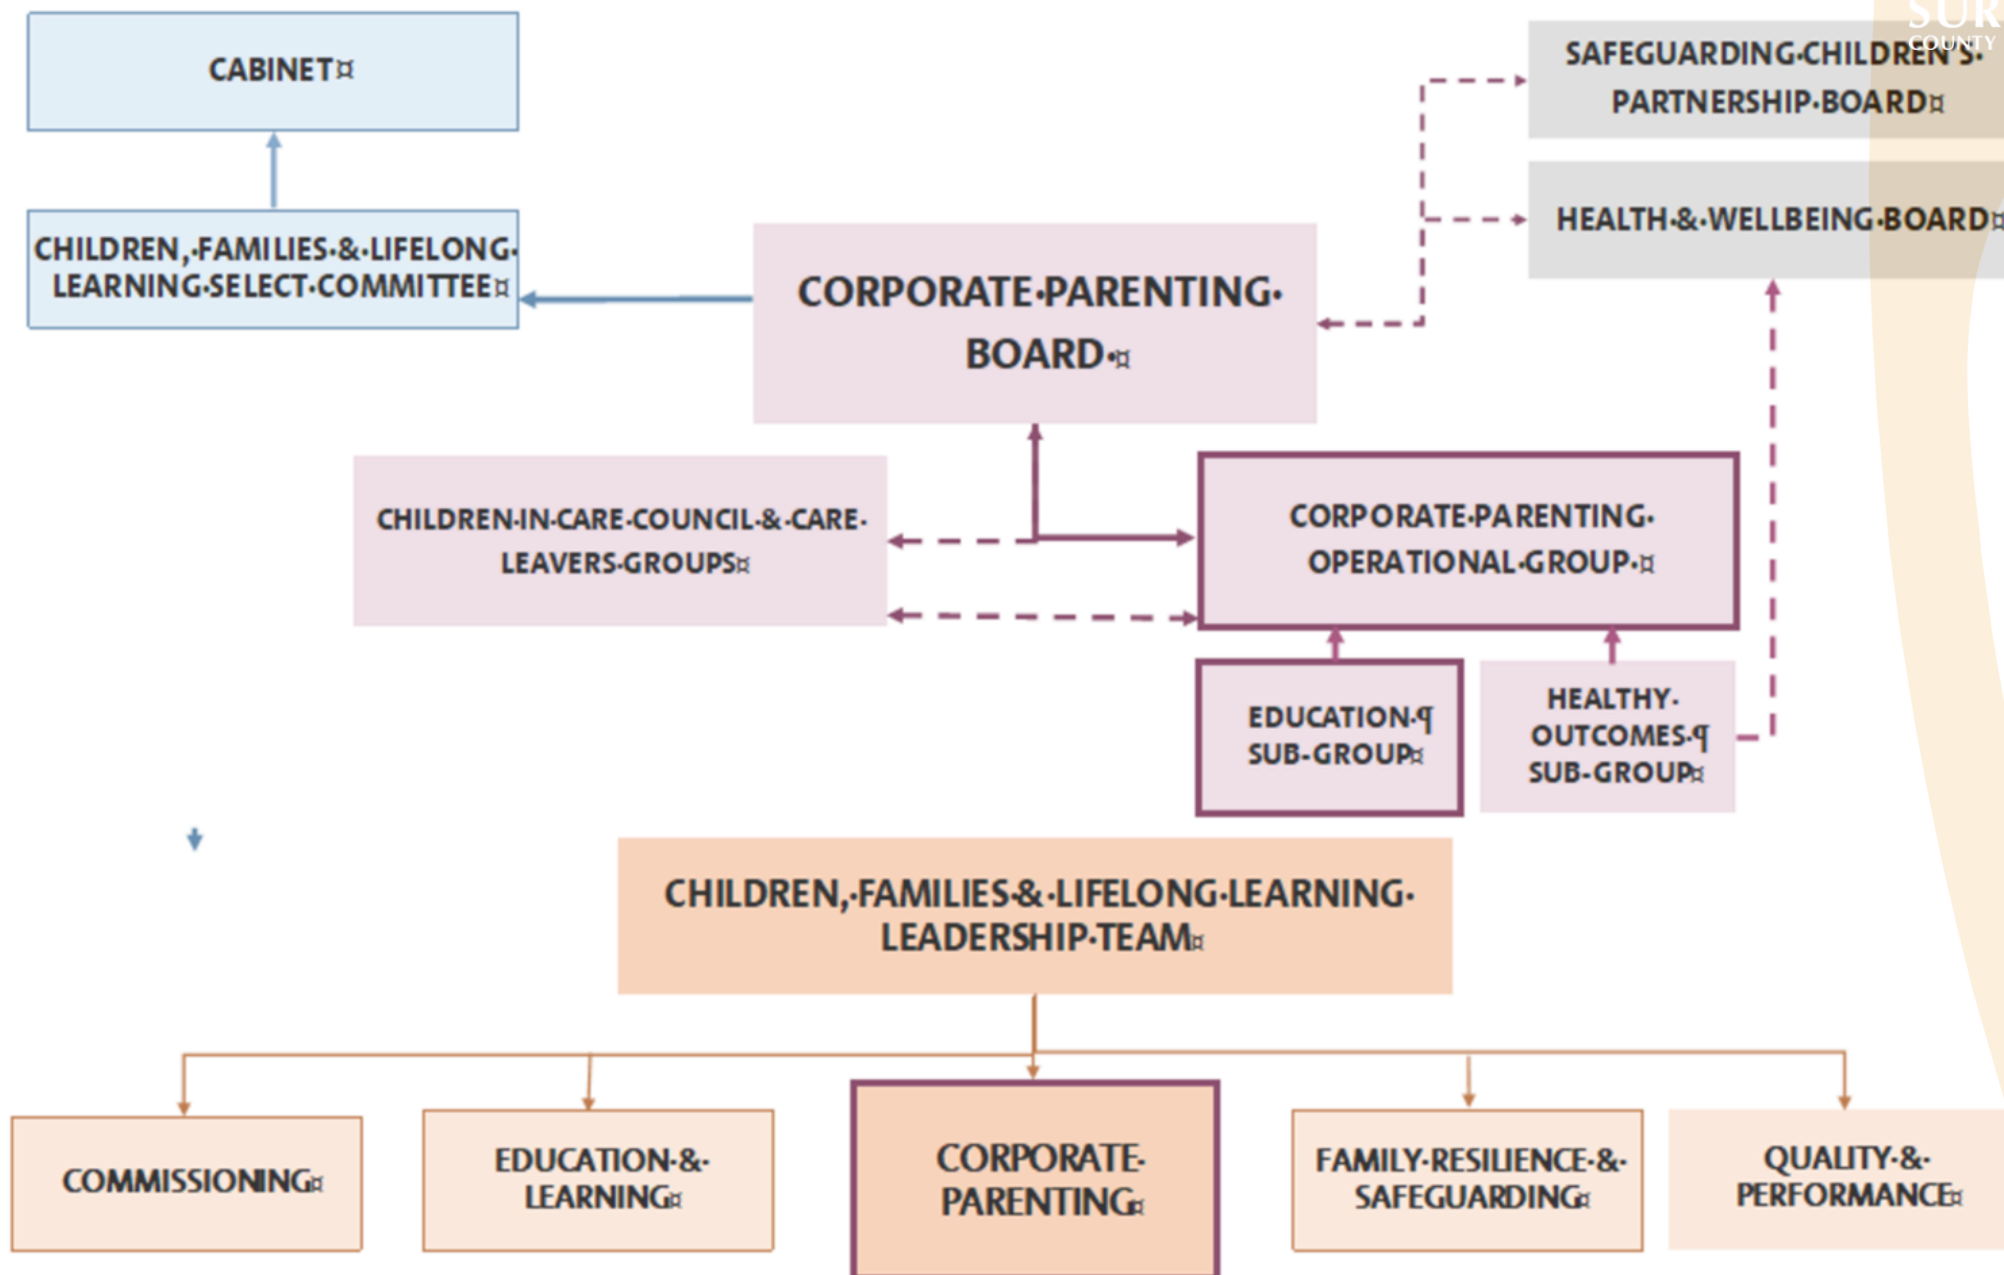 SUR
COUNTY
CABINET¤
SAFEGUARDING·CHILDREN'S·
PARTNERSHIP·BOARD¤
CHILDREN,·FAMILIES·&·LIFELONG·
LEARNING·SELECT·COMMITTEE¤
HEALTH·&·WELLBEING·BOARD¤
CORPORATE·PARENTING·
BOARD·¤
CHILDREN·IN·CARE·COUNCIL·&·CARE·
LEAVERS·GROUPS¤
CORPORATE·PARENTING·
OPERATIONAL·GROUP·¤
EDUCATION·¶
SUB-GROUP¤
HEALTHY·
OUTCOMES·¶
SUB-GROUP¤
CHILDREN,·FAMILIES·&·LIFELONG·LEARNING·
LEADERSHIP·TEAM¤
COMMISSIONING¤
EDUCATION·&·
LEARNING¤
CORPORATE·
PARENTING¤
FAMILY·RESILIENCE·&·
SAFEGUARDING¤
QUALITY·&·
PERFORMANCE¤